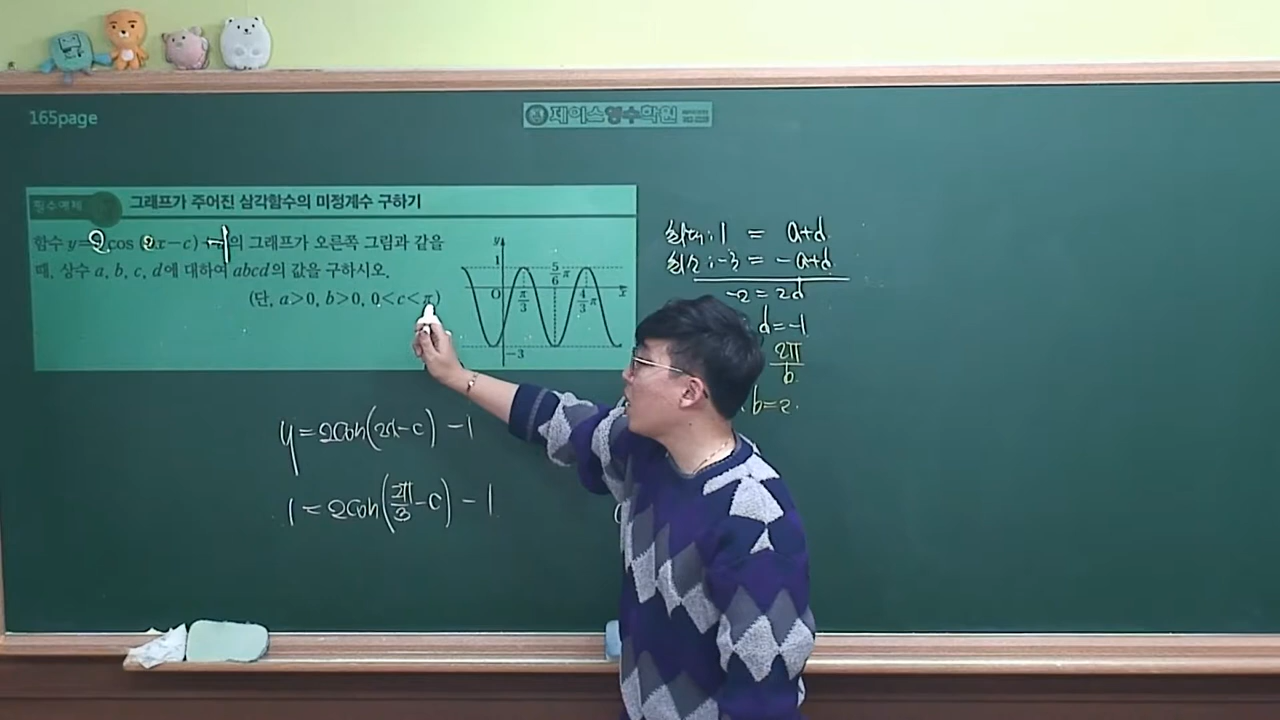 165page
제이스영수학원
필수예제 그래프가 주어진 삼각함수의 미정계수 구하기
함수 y=2cos(2x-c)-1의 그래프가 오른쪽 그림과 같을
때, 상수 a, b, c, d에 대하여 abcd의 값을 구하시오.
(단, a>0, b>0, 0<c<π)
y
1
5/6 π
O
π/3
4/3 π
x
-3
최대:1 = a+d
최소:-3 = -a+d
-2=2d
d=-1
2π/b
b=2.
y=2cos(2x-c)-1
1=2cos(2π/3-c)-1